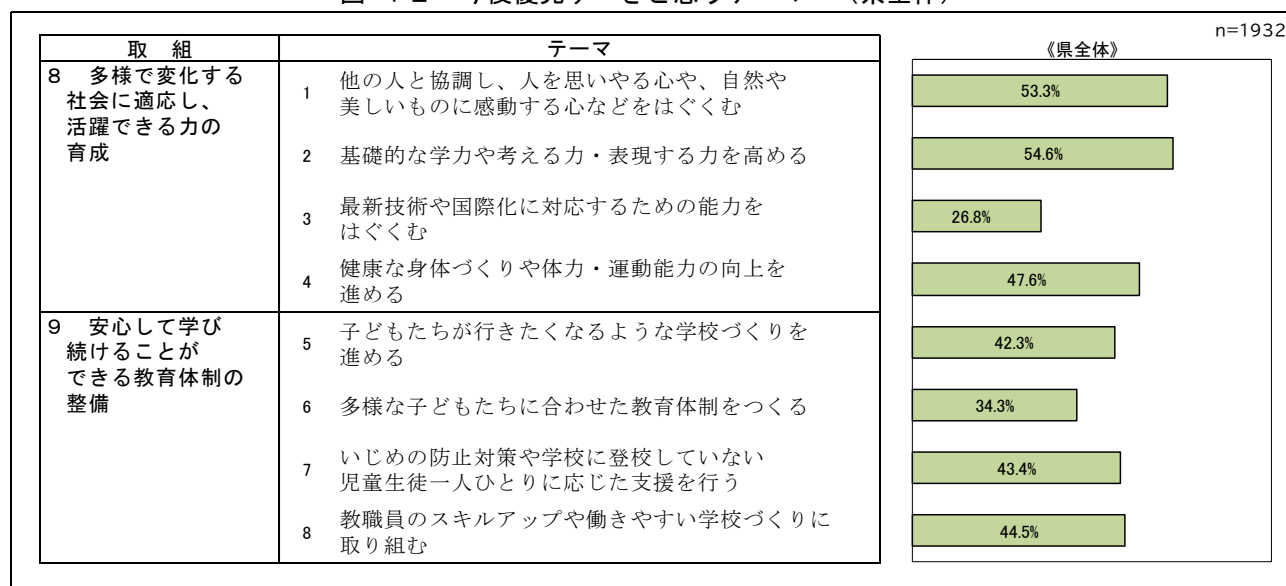 n=1932
取　組
テーマ
《県全体》
８　多様で変化する
社会に適応し、
活躍できる力の
育成
1　他の人と協調し、人を思いやる心や、自然や
美しいものに感動する心などをはぐくむ
53.3%
2　基礎的な学力や考える力・表現する力を高める
54.6%
3　最新技術や国際化に対応するための能力を
はぐくむ
26.8%
4　健康な身体づくりや体力・運動能力の向上を
進める
47.6%
９　安心して学び
続けることが
できる教育体制の
整備
5　子どもたちが行きたくなるような学校づくりを
進める
42.3%
6　多様な子どもたちに合わせた教育体制をつくる
34.3%
7　いじめの防止対策や学校に登校していない
児童生徒一人ひとりに応じた支援を行う
43.4%
8　教職員のスキルアップや働きやすい学校づくりに
取り組む
44.5%